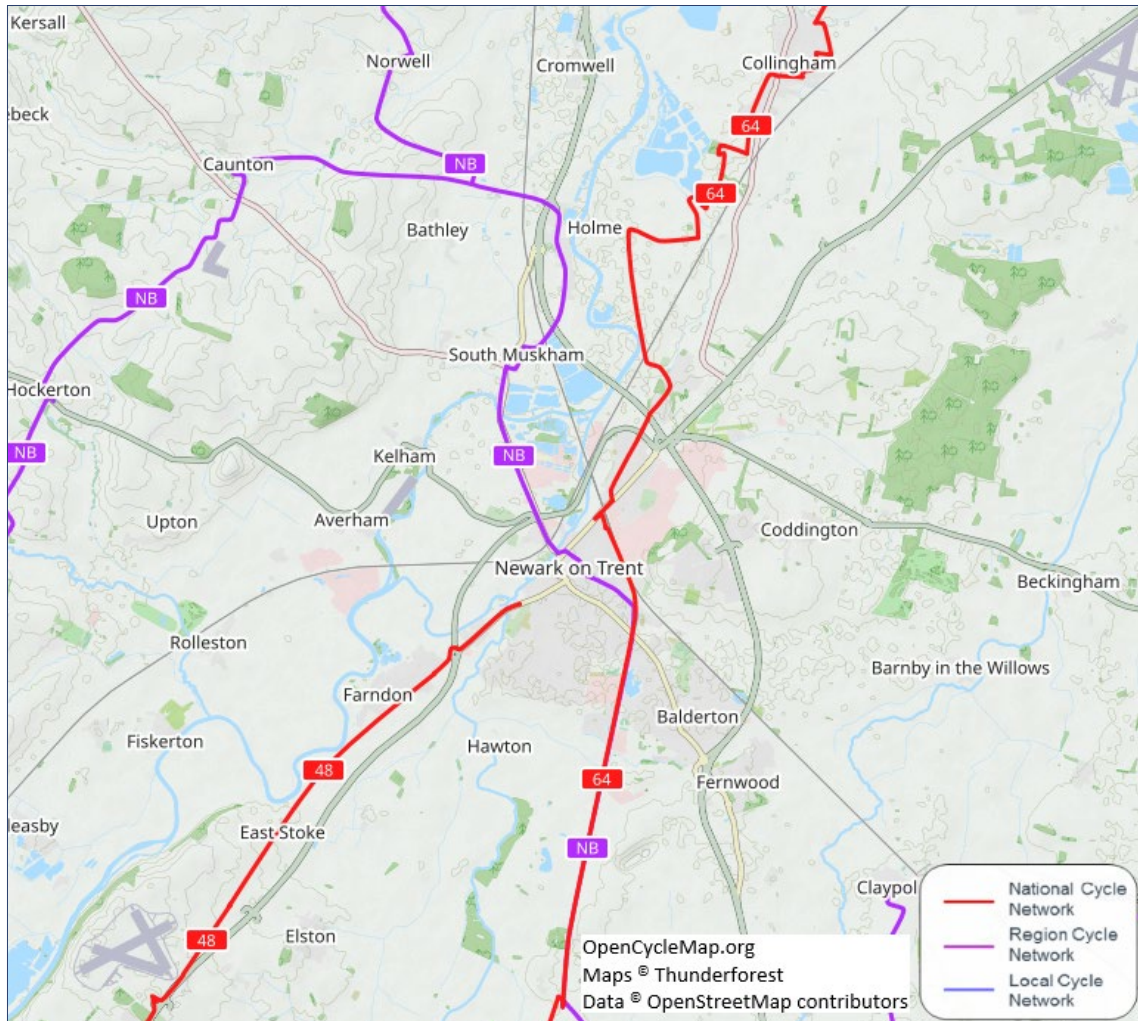 Kersall
Norwell
Cromwell
Collingham
ebeck
64
Caunton
NB
64
Bathley
Holme
NB
South Muskham
Hockerton
NB
NB
Kelham
Upton
Averham
Coddington
Newark on Trent
Beckingham
Rolleston
Barnby in the Willows
Farndon
Balderton
Fiskerton
Hawton
48
64
Fernwood
leasby
East Stoke
NB
Claypol
48
Elston
National Cycle
Network
Region Cycle
Network
Local Cycle
Network
OpenCycleMap.org
Maps © Thunderforest
Data © OpenStreetMap contributors